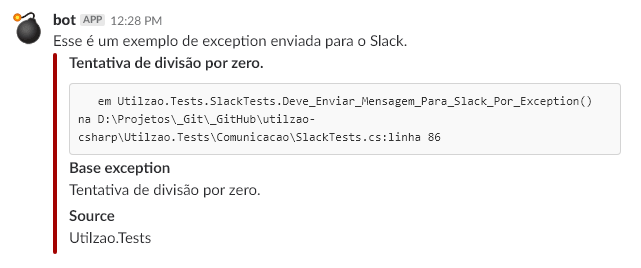 bot APP 12:28 PM
Esse é um exemplo de exception enviada para o Slack.
Tentativa de divisão por zero.
em Utilzao.Tests.SlackTests.Deve_Enviar_Mensagem_Para_Slack_Por_Exception()
na D:\Projetos\_Git\_GitHub\utilzao-
csharp\Utilzao.Tests\Comunicacao\SlackTests.cs:linha 86
Base exception
Tentativa de divisão por zero.
Source
Utilzao.Tests